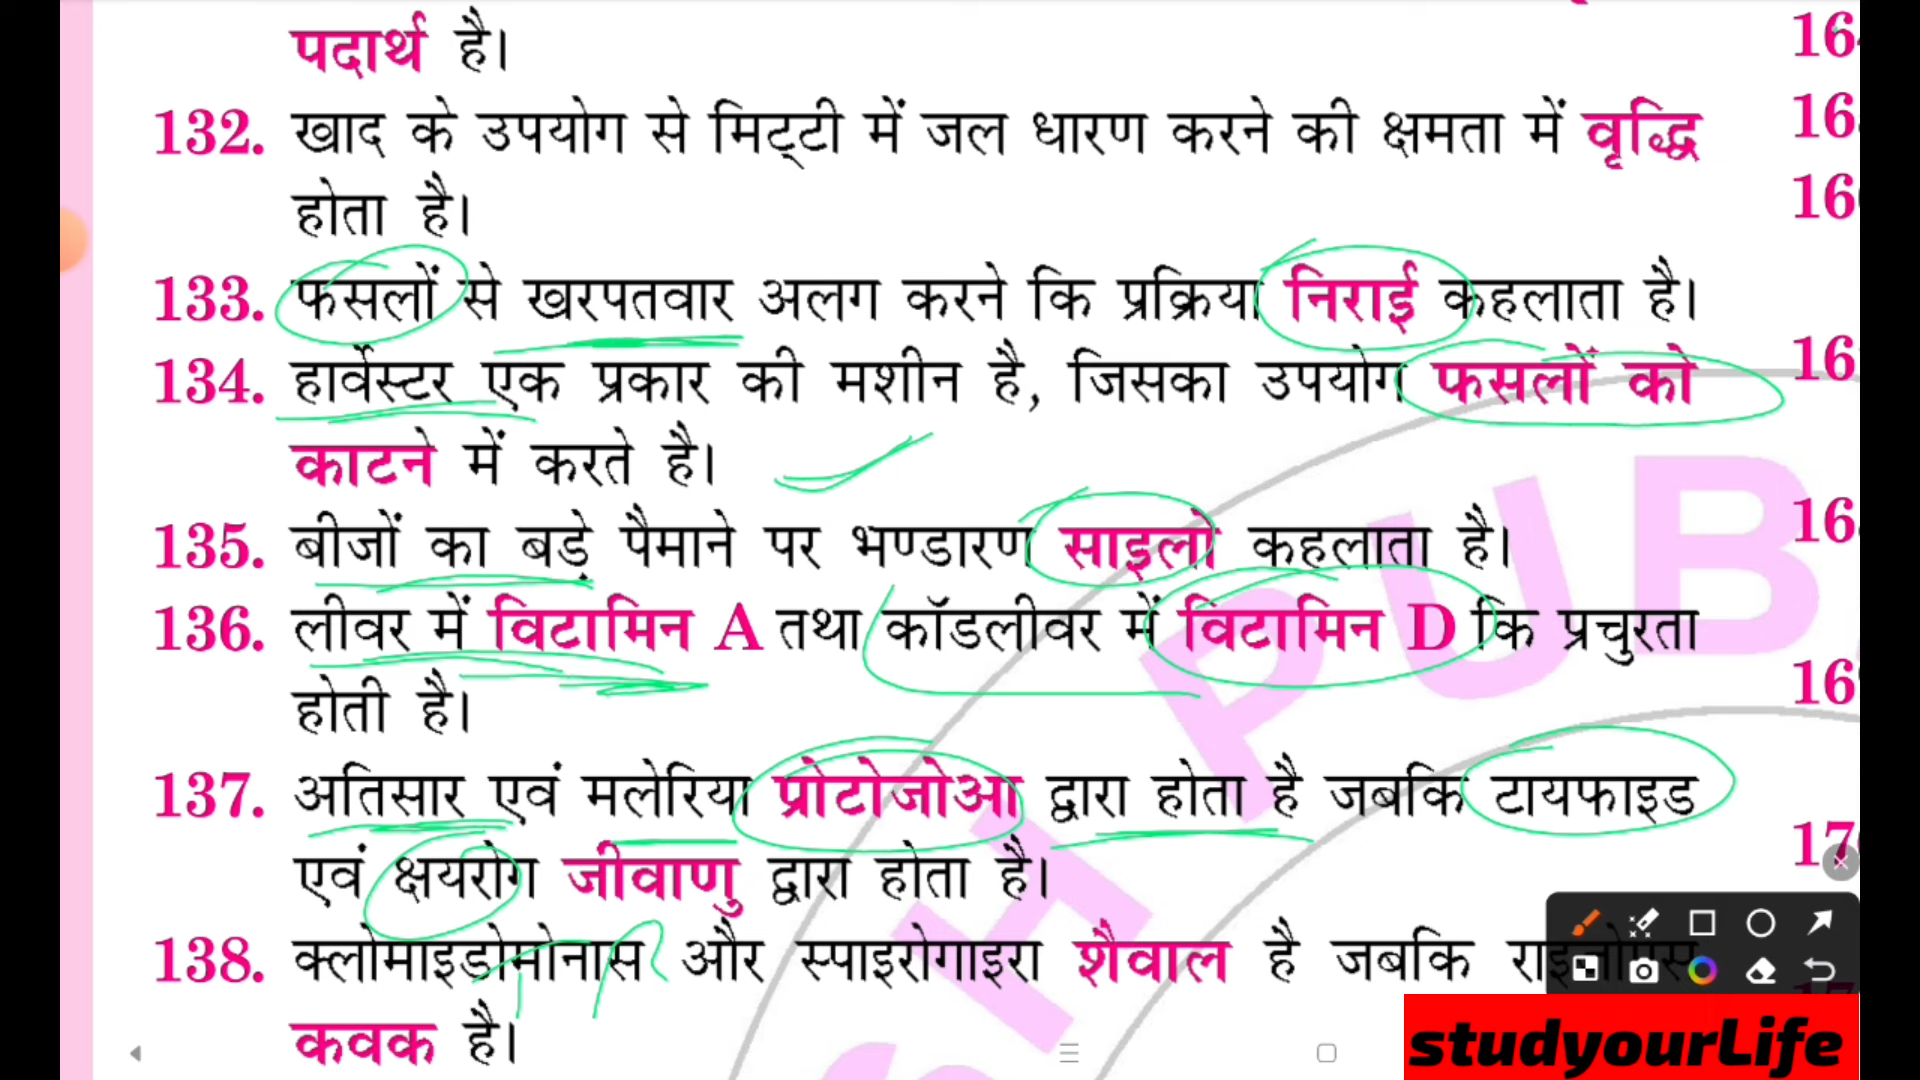 पदार्थ है।
132. खाद के उपयोग से मिट्टी में जल धारण करने की क्षमता में वृद्धि
होता है।
133. फसलों से खरपतवार अलग करने कि प्रक्रिया निराई कहलाता है।
134. हार्वेस्टर एक प्रकार की मशीन है, जिसका उपयोग फसलों को
काटने में करते है।
135. बीजों का बड़े पैमाने पर भण्डारण साइलो कहलाता है।
136. लीवर में विटामिन A तथा कॉडलीवर में विटामिन D कि प्रचुरता
होती है।
137. अतिसार एवं मलेरिया प्रोटोजोआ द्वारा होता है जबकि टायफाइड
एवं क्षयरोग जीवाणु द्वारा होता है।
138. क्लोमाइडोमोनास और स्पाइरोगाइरा शैवाल है जबकि
कवक है।
16
16
16
16
16
17
H PUB
studyourLife